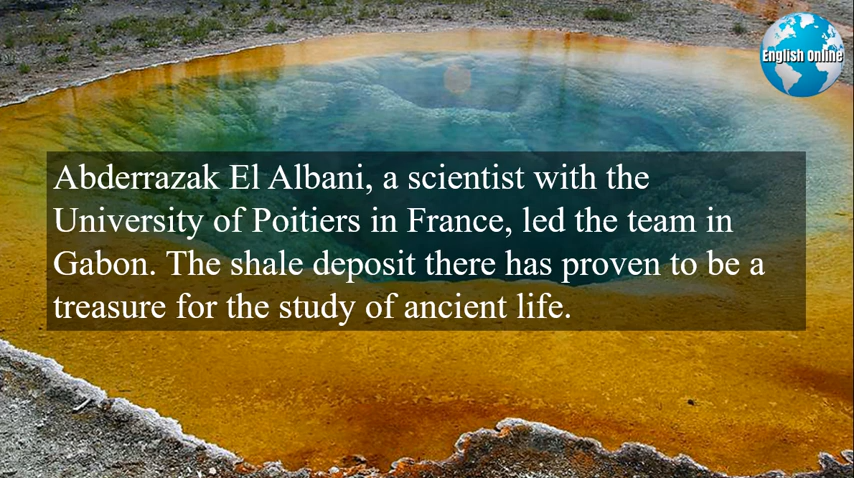 English Online
Abderrazak El Albani, a scientist with the
University of Poitiers in France, led the team in
Gabon. The shale deposit there has proven to be a
treasure for the study of ancient life.